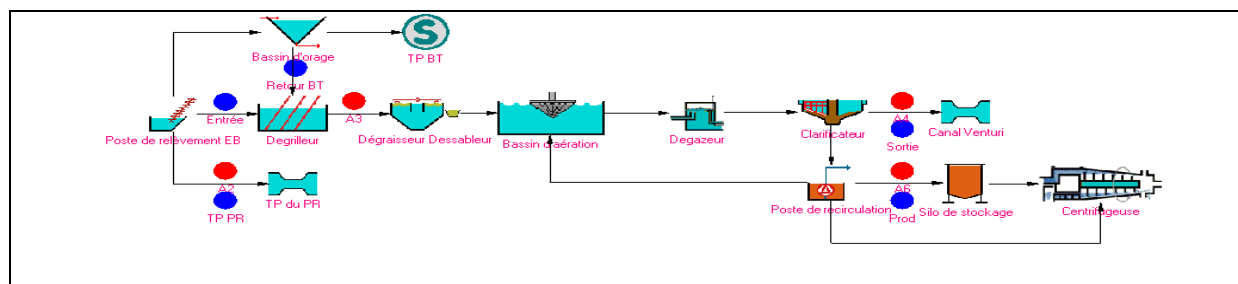 S
Bassin d'orage
TP BT
Retour BT
Entrée
A3
A4
Poste de relèvement EB
Degrilleur
Dégraisseur Dessableur
Bassin d'aération
Degazeur
Clarificateur
Sortie
Canal Venturi
A2
TP PR
TP du PR
A6
Poste de recirculation
Prod
Silo de stockage
Centrifugeuse